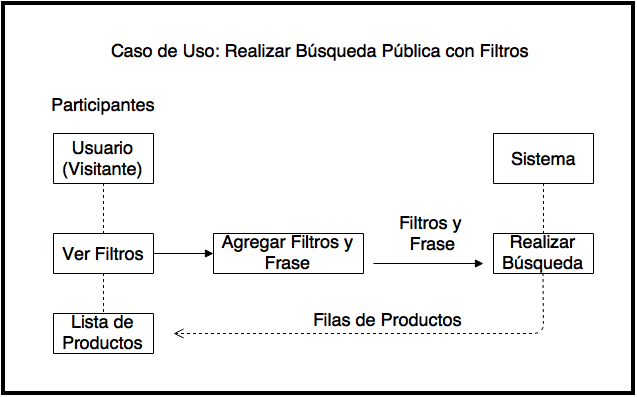 Caso de Uso: Realizar Búsqueda Pública con Filtros
Participantes
Usuario
(Visitante)
Sistema
Ver Filtros
Agregar Filtros y
Frase
Filtros y
Frase
Realizar
Búsqueda
Lista de
Productos
Filas de Productos